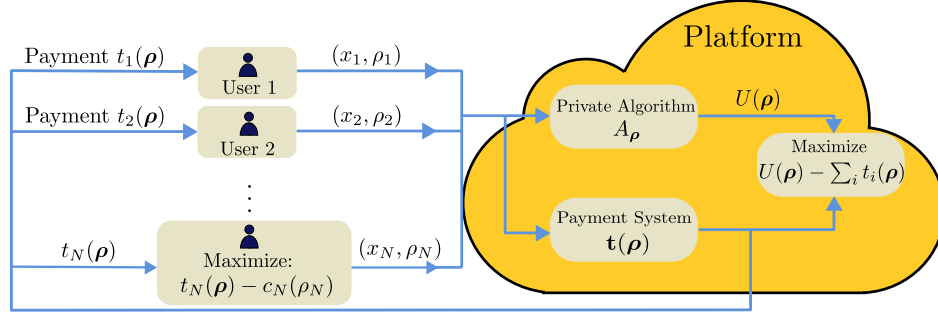 Platform
Payment t₁(ρ)
User 1
(x₁, ρ₁)
Payment t₂(ρ)
User 2
(x₂, ρ₂)
Private Algorithm
A_ρ
U(ρ)
Maximize
U(ρ) − ∑ᵢ tᵢ(ρ)
Payment System
t(ρ)
⋮
t_N(ρ)
Maximize:
t_N(ρ) − c_N(ρ_N)
(x_N, ρ_N)